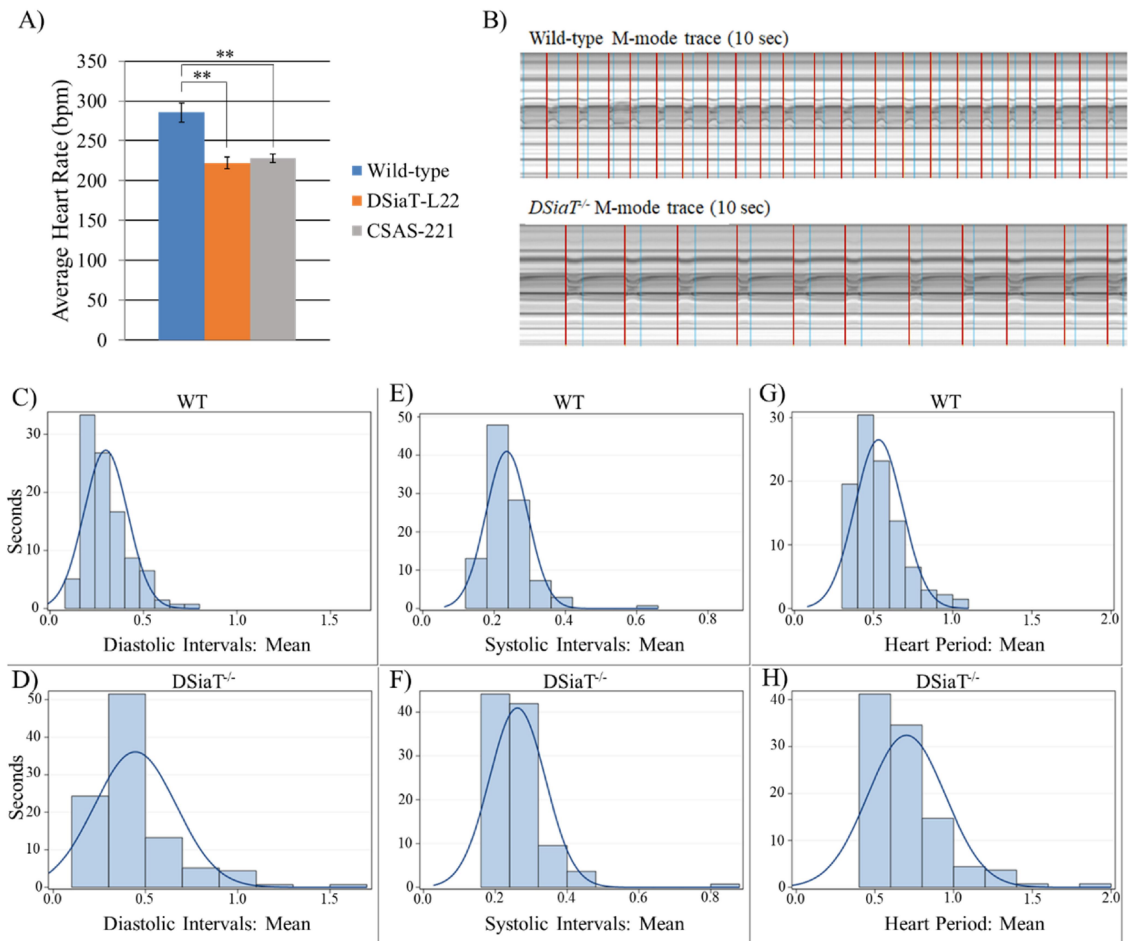 A)
Average Heart Rate (bpm)
350
300
250
200
150
100
50
0
**
**
Wild-type
DSiaT-L22
CSAS-221
B)
Wild-type M-mode trace (10 sec)
DSiaT-/- M-mode trace (10 sec)
C)
WT
Seconds
30
20
10
0
0.0 0.5 1.0 1.5
Diastolic Intervals: Mean
E)
WT
50
40
30
20
10
0
0.0 0.2 0.4 0.6 0.8
Systolic Intervals: Mean
G)
WT
30
20
10
0
0.0 0.5 1.0 1.5 2.0
Heart Period: Mean
D)
DSiaT-/-
Seconds
50
40
30
20
10
0
0.0 0.5 1.0 1.5
Diastolic Intervals: Mean
F)
DSiaT-/-
40
30
20
10
0
0.0 0.2 0.4 0.6 0.8
Systolic Intervals: Mean
H)
DSiaT-/-
40
30
20
10
0
0.0 0.5 1.0 1.5 2.0
Heart Period: Mean